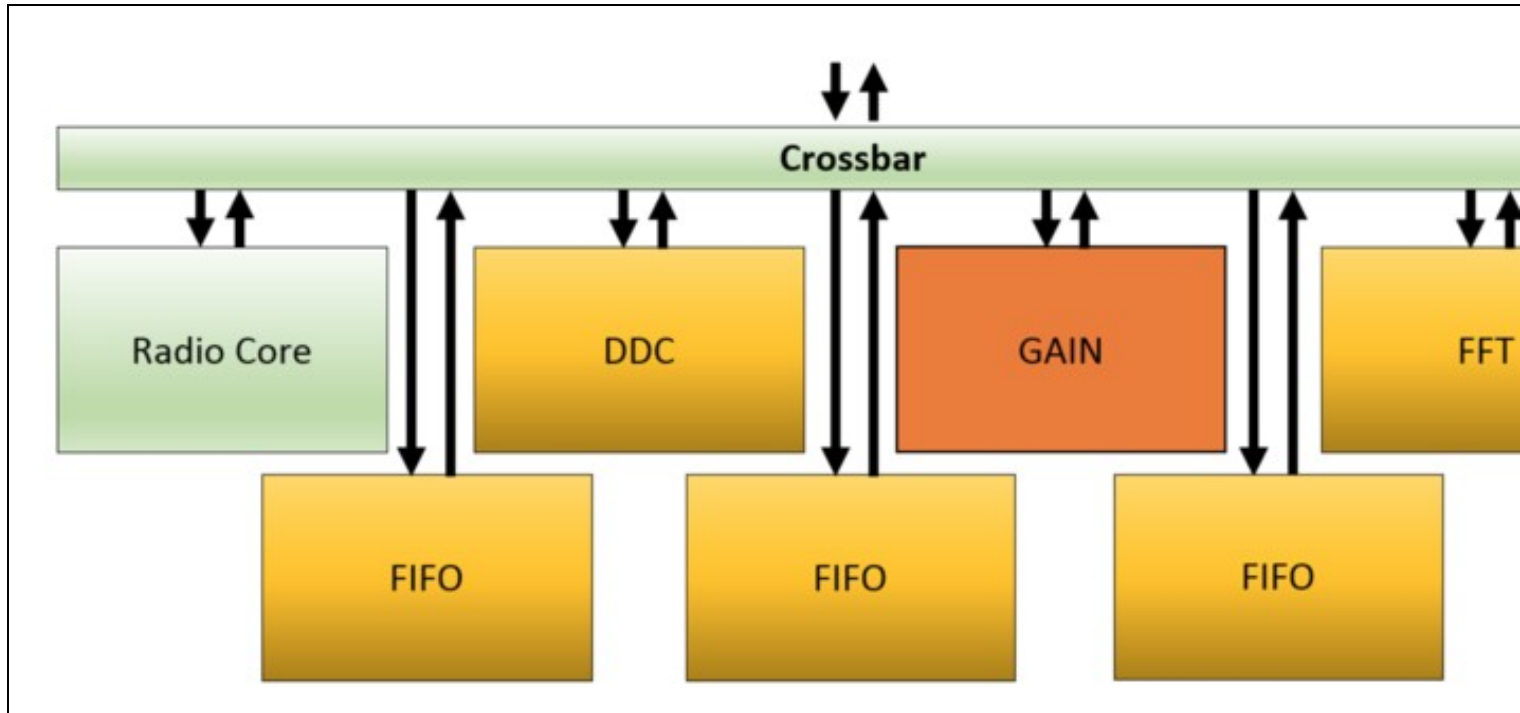 Crossbar
Radio Core
DDC
GAIN
FFT
FIFO
FIFO
FIFO